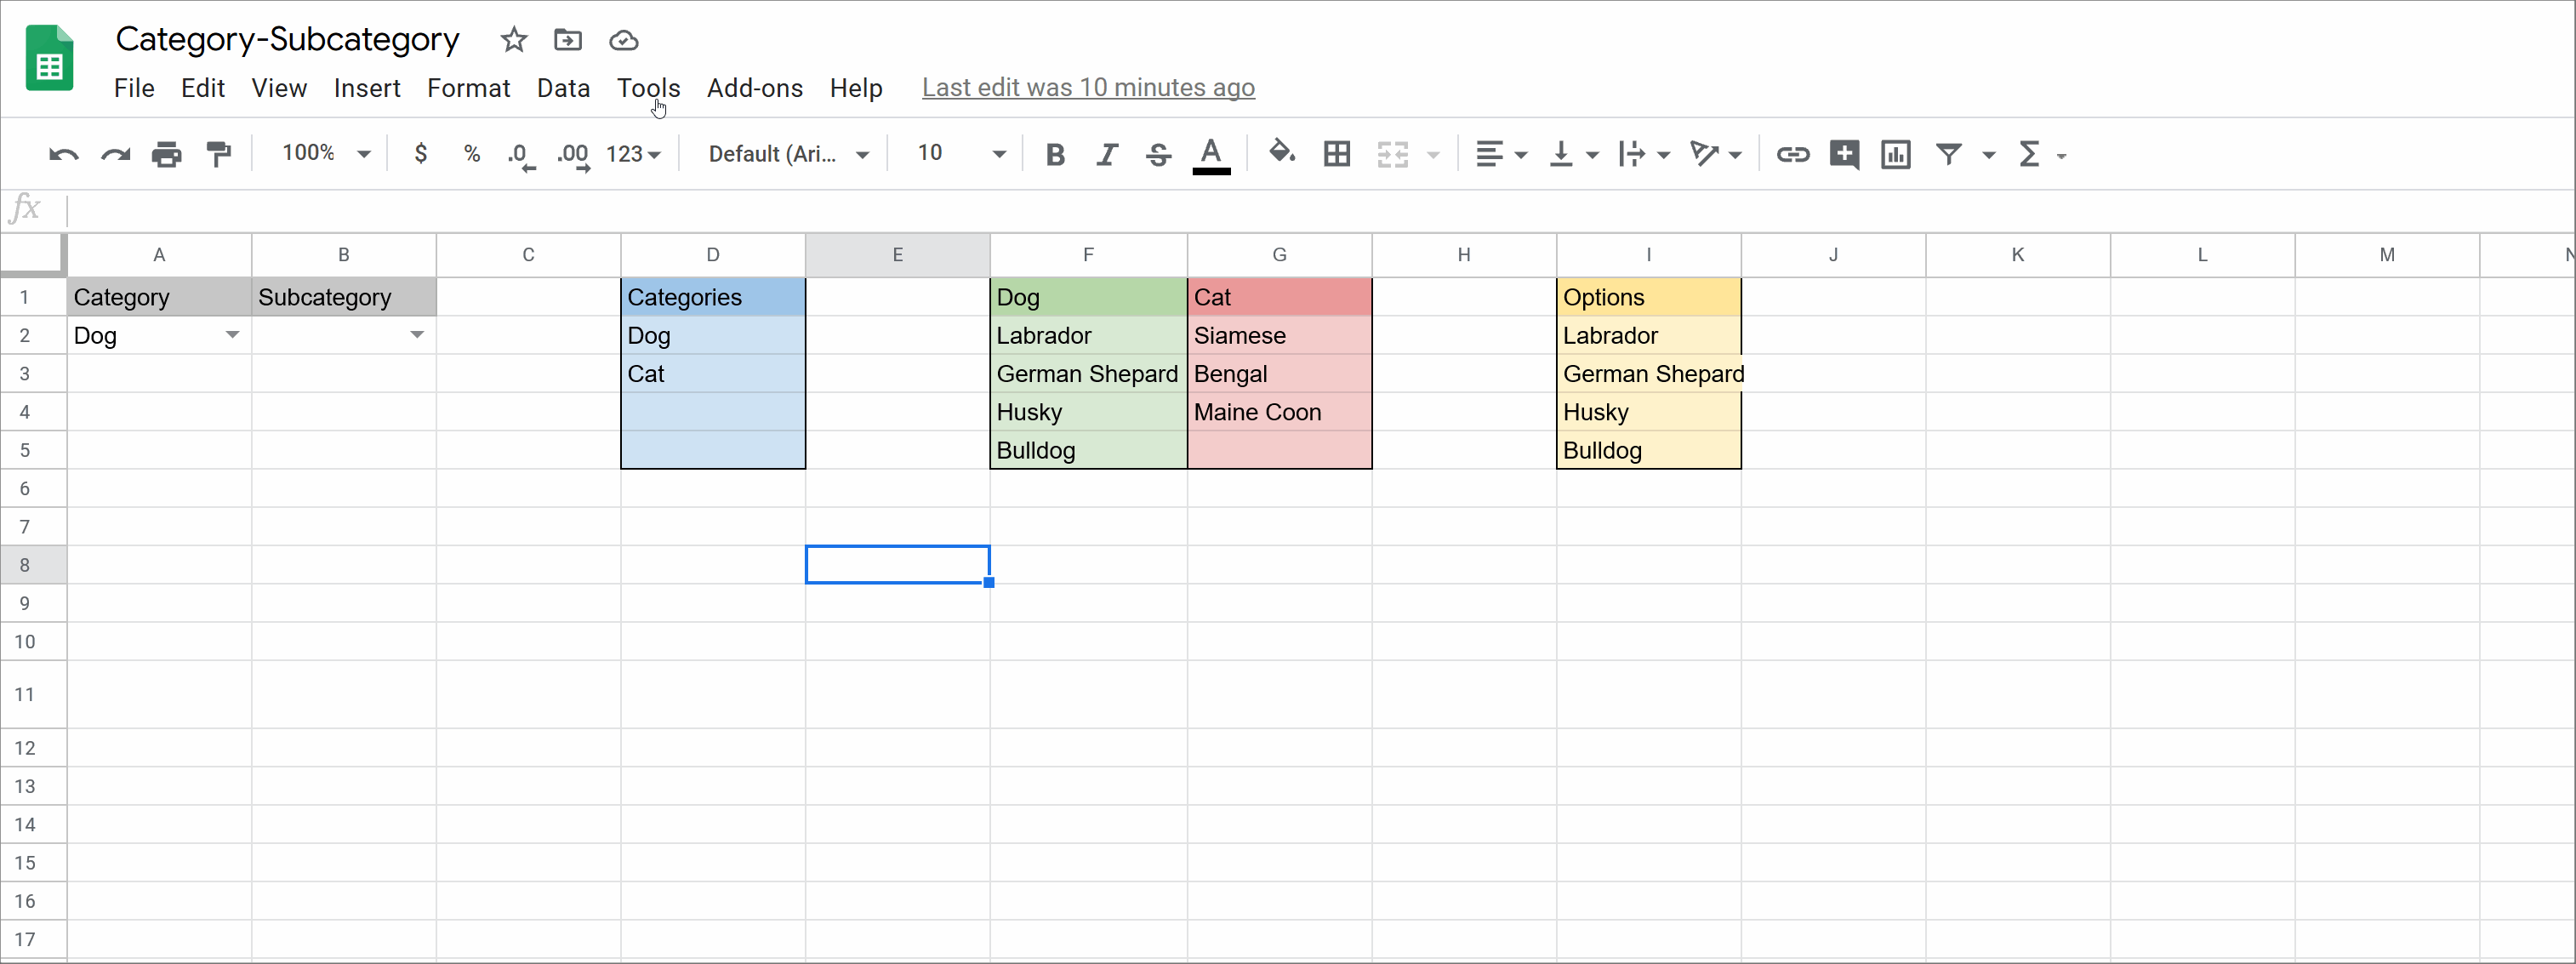 Category-Subcategory
File Edit View Insert Format Data Tools Add-ons Help Last edit was 10 minutes ago
100% $ % .0 .00 123 Default (Ari... 10 B I S A Σ
fx
A B C D E F G H I J K L M N
1 Category Subcategory Categories Dog Cat Options
2 Dog Dog Labrador Siamese Labrador
3 Cat German Shepard Bengal German Shepard
4 Husky Maine Coon Husky
5 Bulldog Bulldog
6
7
8
9
10
11
12
13
14
15
16
17